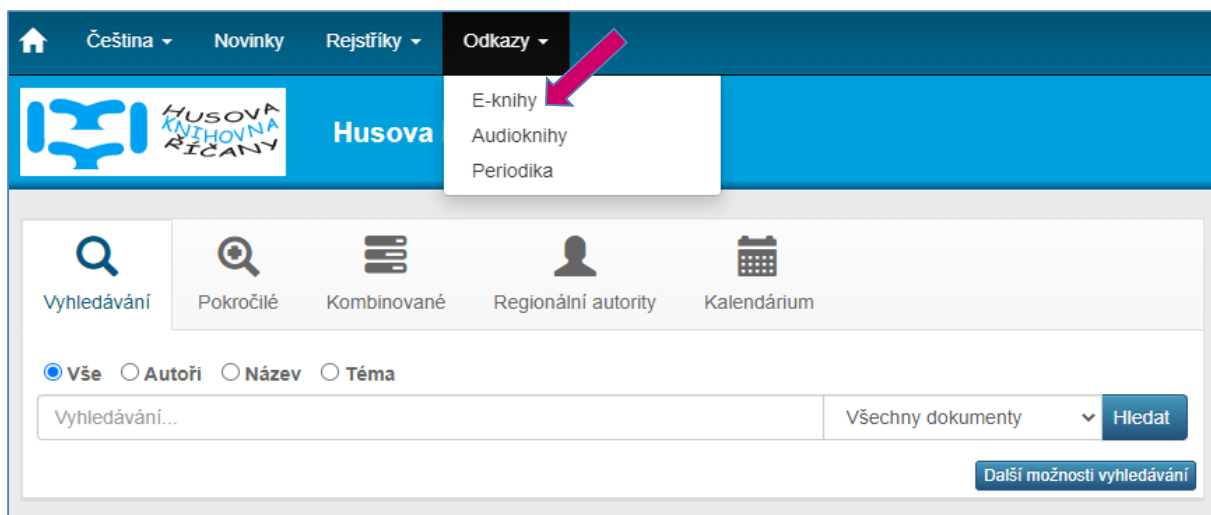 Čeština Novinky Rejstříky Odkazy
E-knihy
Audioknihy
Periodika
HUSOVA
KNIHOVNA
ŘÍČANY
Husova
Vyhledávání Pokročilé Kombinované Regionální autority Kalendárium
Vše Autoři Název Téma
Vyhledávání... Všechny dokumenty Hledat
Další možnosti vyhledávání